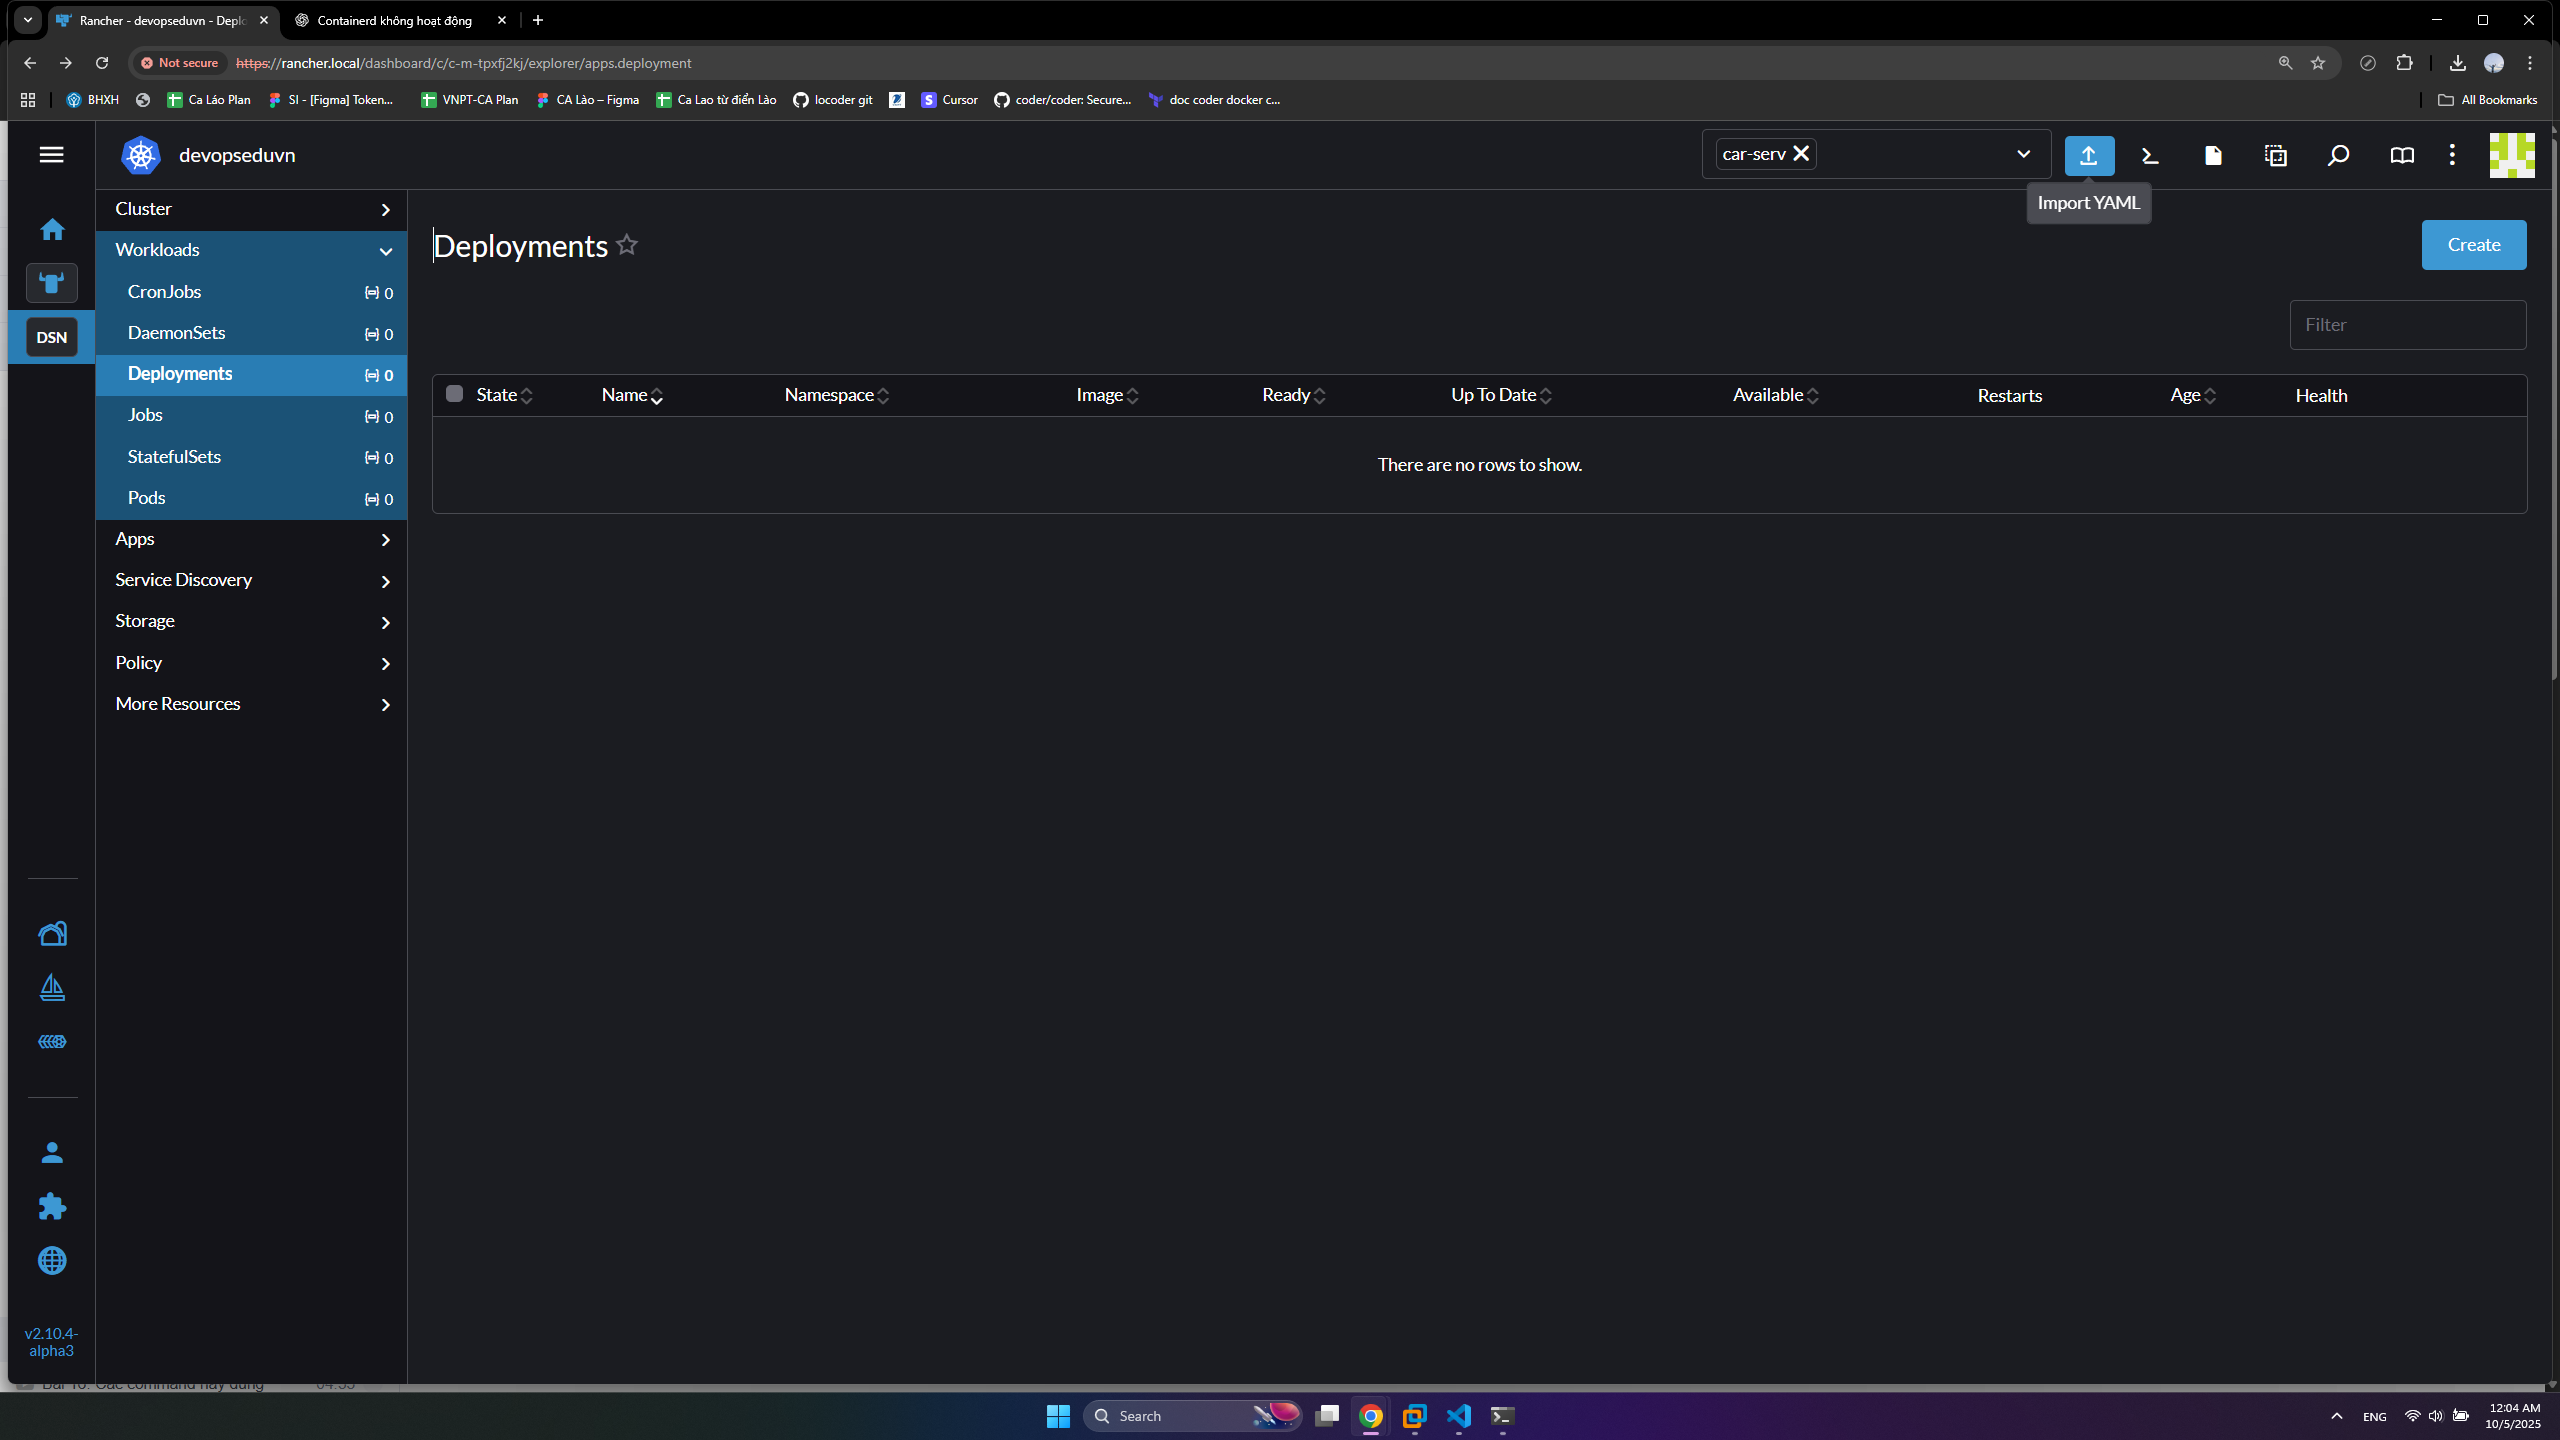 Rancher - devopseduvn - Deplo
Containerd không hoạt động
Not secure
https://rancher.local/dashboard/c/c-m-tpxfj2kj/explorer/apps.deployment
BHXH
Ca Láo Plan
SI - [Figma] Token...
VNPT-CA Plan
CA Lào – Figma
Ca Lao từ điển Lào
locoder git
Cursor
coder/coder: Secure...
doc coder docker c...
All Bookmarks
devopseduvn
car-serv
Import YAML
DSN
v2.10.4-
alpha3
Cluster
Workloads
CronJobs 0
DaemonSets 0
Deployments 0
Jobs 0
StatefulSets 0
Pods 0
Apps
Service Discovery
Storage
Policy
More Resources
Deployments
Create
Filter
State Name Namespace Image Ready Up To Date Available Restarts Age Health
There are no rows to show.
Search
ENG
12:04 AM
10/5/2025